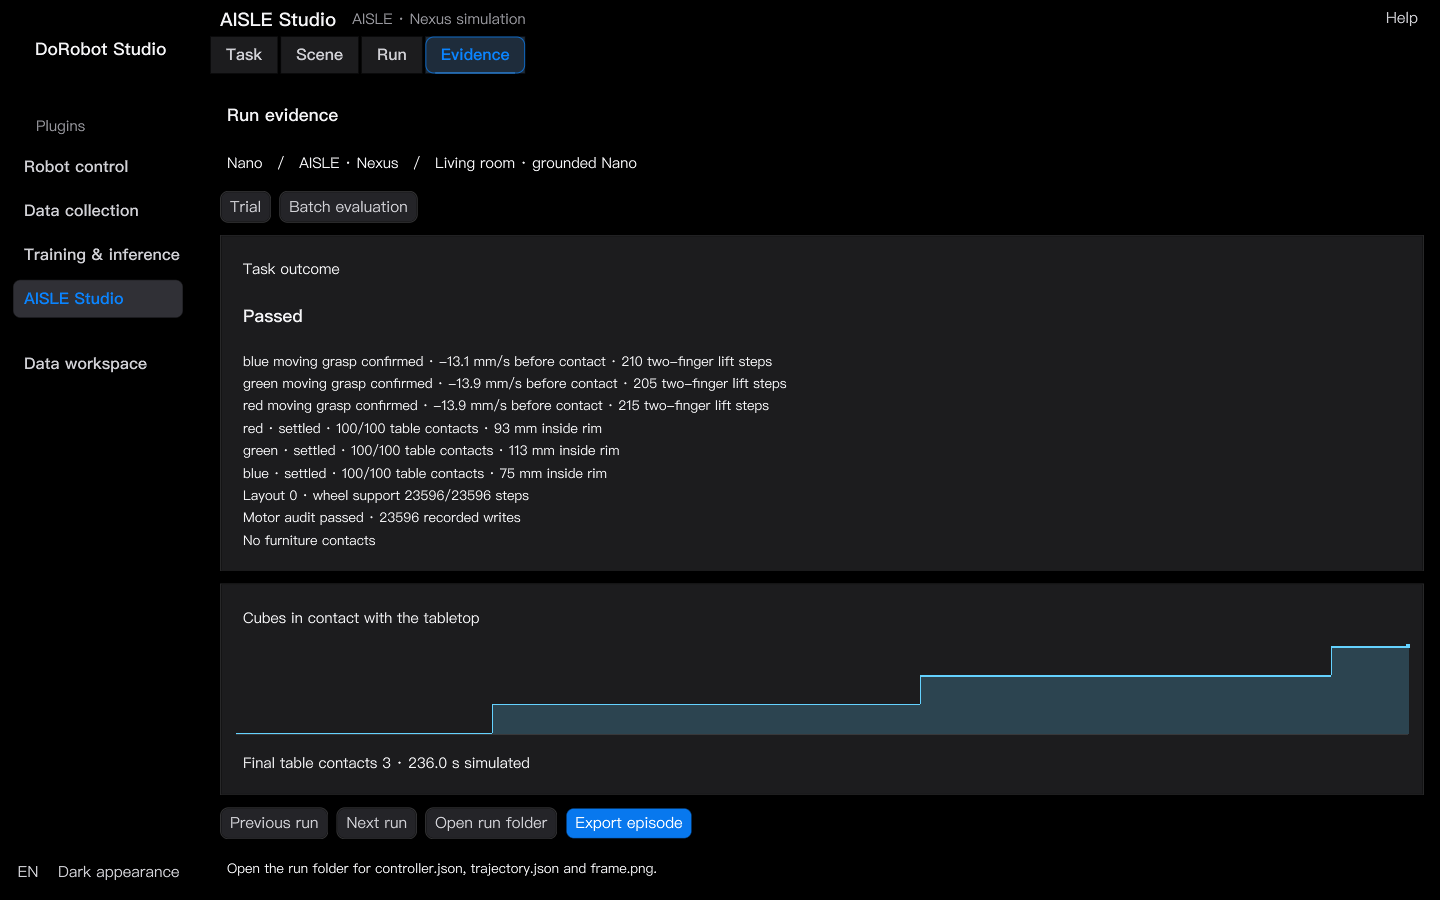 DoRobot Studio
AISLE Studio AISLE · Nexus simulation
Help
Task Scene Run Evidence
Plugins
Robot control
Data collection
Training & inference
AISLE Studio
Data workspace
EN Dark appearance
Run evidence
Nano / AISLE · Nexus / Living room · grounded Nano
Trial Batch evaluation
Task outcome
Passed
blue moving grasp confirmed · -13.1 mm/s before contact · 210 two-finger lift steps
green moving grasp confirmed · -13.9 mm/s before contact · 205 two-finger lift steps
red moving grasp confirmed · -13.9 mm/s before contact · 215 two-finger lift steps
red · settled · 100/100 table contacts · 93 mm inside rim
green · settled · 100/100 table contacts · 113 mm inside rim
blue · settled · 100/100 table contacts · 75 mm inside rim
Layout 0 · wheel support 23596/23596 steps
Motor audit passed · 23596 recorded writes
No furniture contacts
Cubes in contact with the tabletop
Final table contacts 3 · 236.0 s simulated
Previous run Next run Open run folder Export episode
Open the run folder for controller.json, trajectory.json and frame.png.